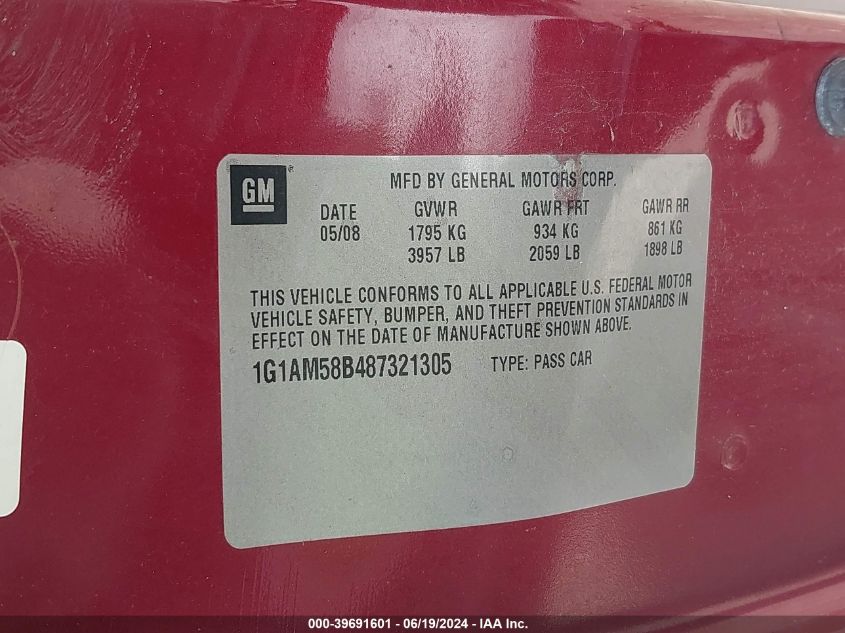 GM
MFD BY GENERAL MOTORS CORP.
DATE GVWR GAWR FRT GAWR RR
05/08 1795 KG 934 KG 861 KG
3957 LB 2059 LB 1898 LB
THIS VEHICLE CONFORMS TO ALL APPLICABLE U.S. FEDERAL MOTOR
VEHICLE SAFETY, BUMPER, AND THEFT PREVENTION STANDARDS IN
EFFECT ON THE DATE OF MANUFACTURE SHOWN ABOVE.
1G1AM58B487321305 TYPE: PASS CAR
000-39691601 - 06/19/2024 - IAA Inc.